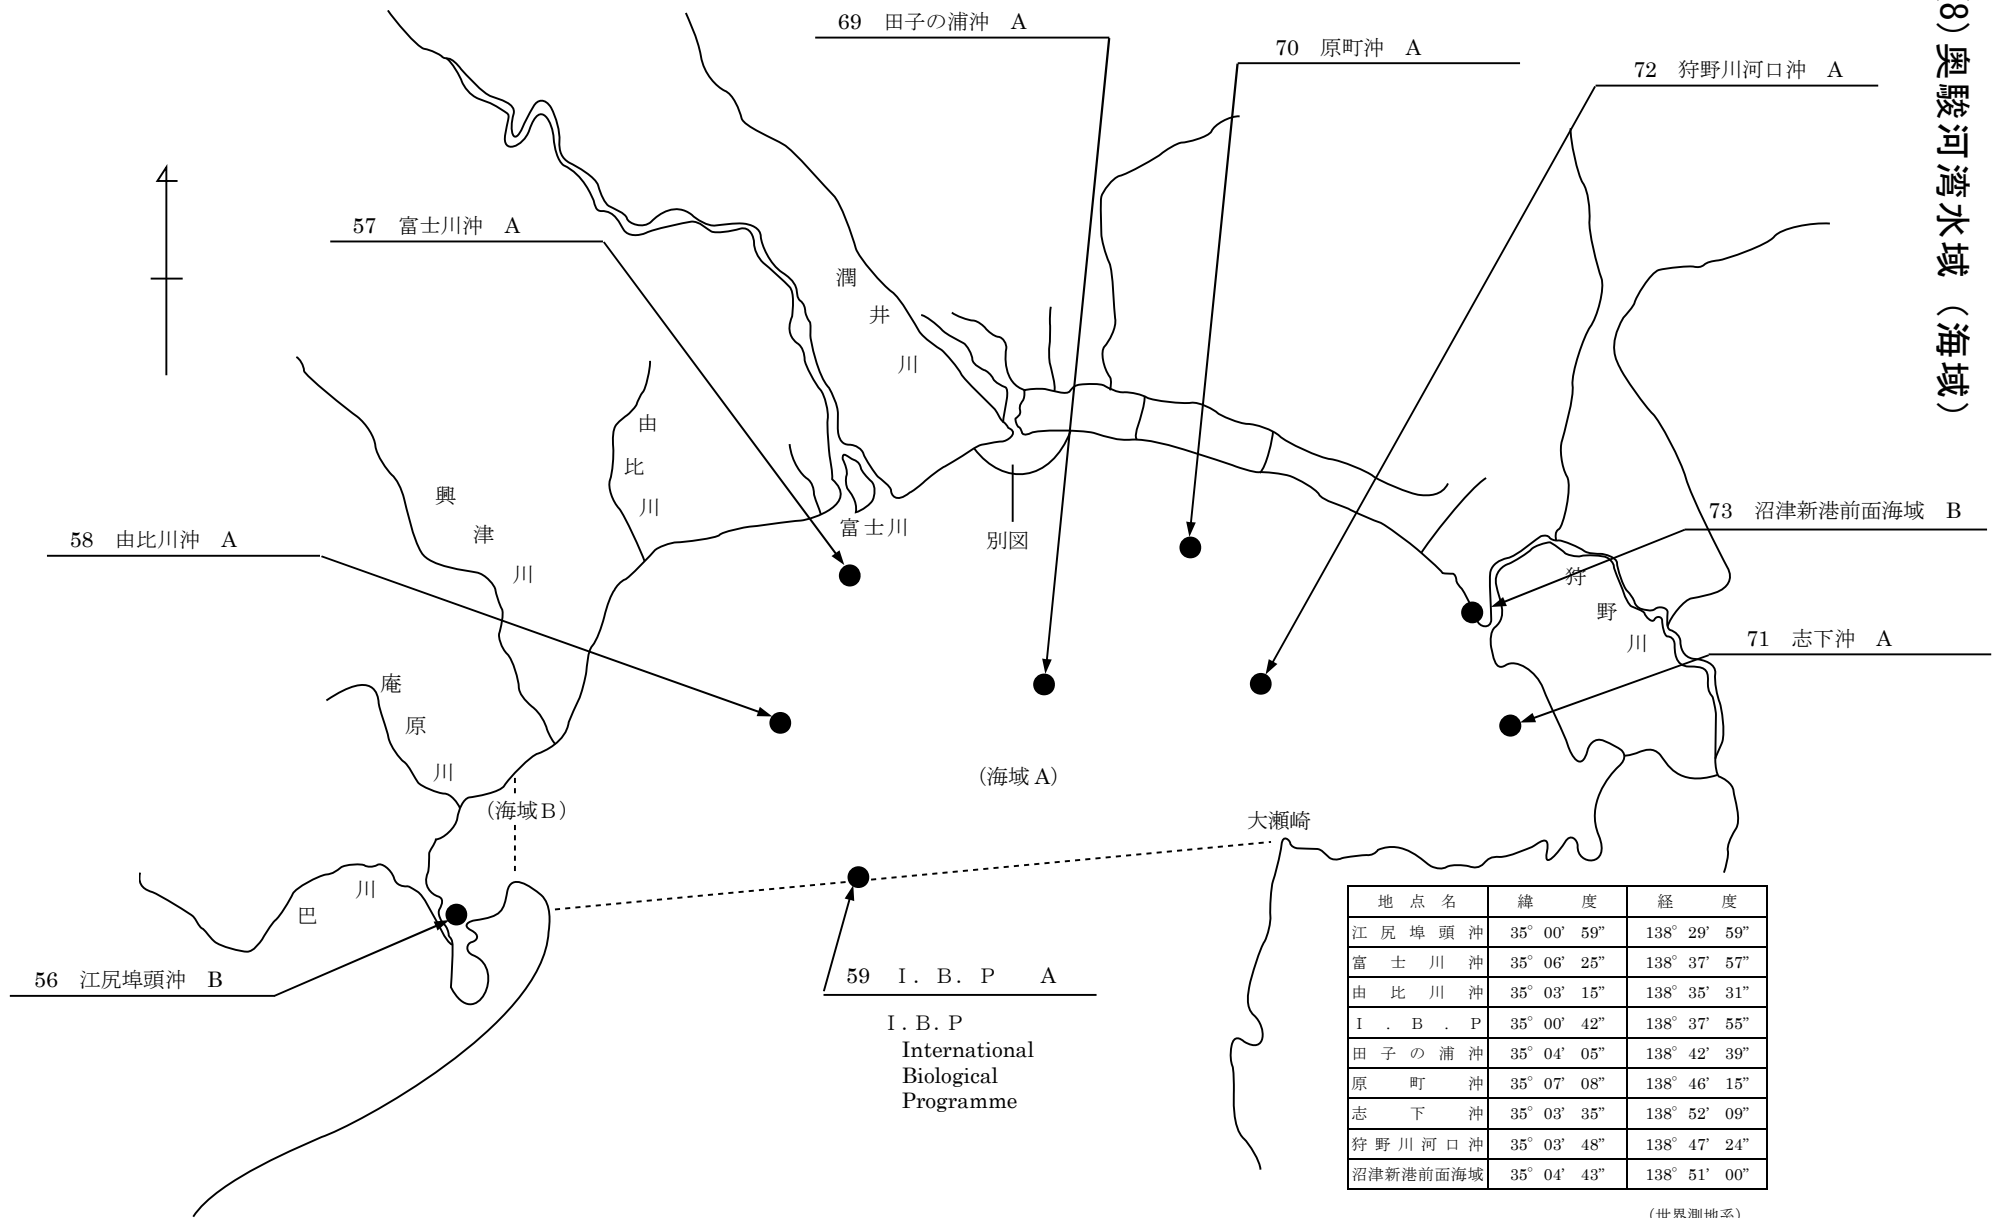 8）奥駿河湾水域（海域）
69　田子の浦沖　A
70　原町沖　A
72　狩野川河口沖　A
57　富士川沖　A
潤井川
由比川
興津川
富士川
別図
73　沼津新港前面海域　B
58　由比川沖　A
狩野川
71　志下沖　A
庵原川
（海域A）
（海域B）
大瀬崎
巴川
56　江尻埠頭沖　B
59　I．B．P　A
I．B．P
International
Biological
Programme
地点名　緯度　経度
江尻埠頭沖　35° 00’ 59”　138° 29’ 59”
富士川沖　35° 06’ 25”　138° 37’ 57”
由比川沖　35° 03’ 15”　138° 35’ 31”
I．B．P　35° 00’ 42”　138° 37’ 55”
田子の浦沖　35° 04’ 05”　138° 42’ 39”
原町沖　35° 07’ 08”　138° 46’ 15”
志下沖　35° 03’ 35”　138° 52’ 09”
狩野川河口沖　35° 03’ 48”　138° 47’ 24”
沼津新港前面海域　35° 04’ 43”　138° 51’ 00”
（世界測地系）